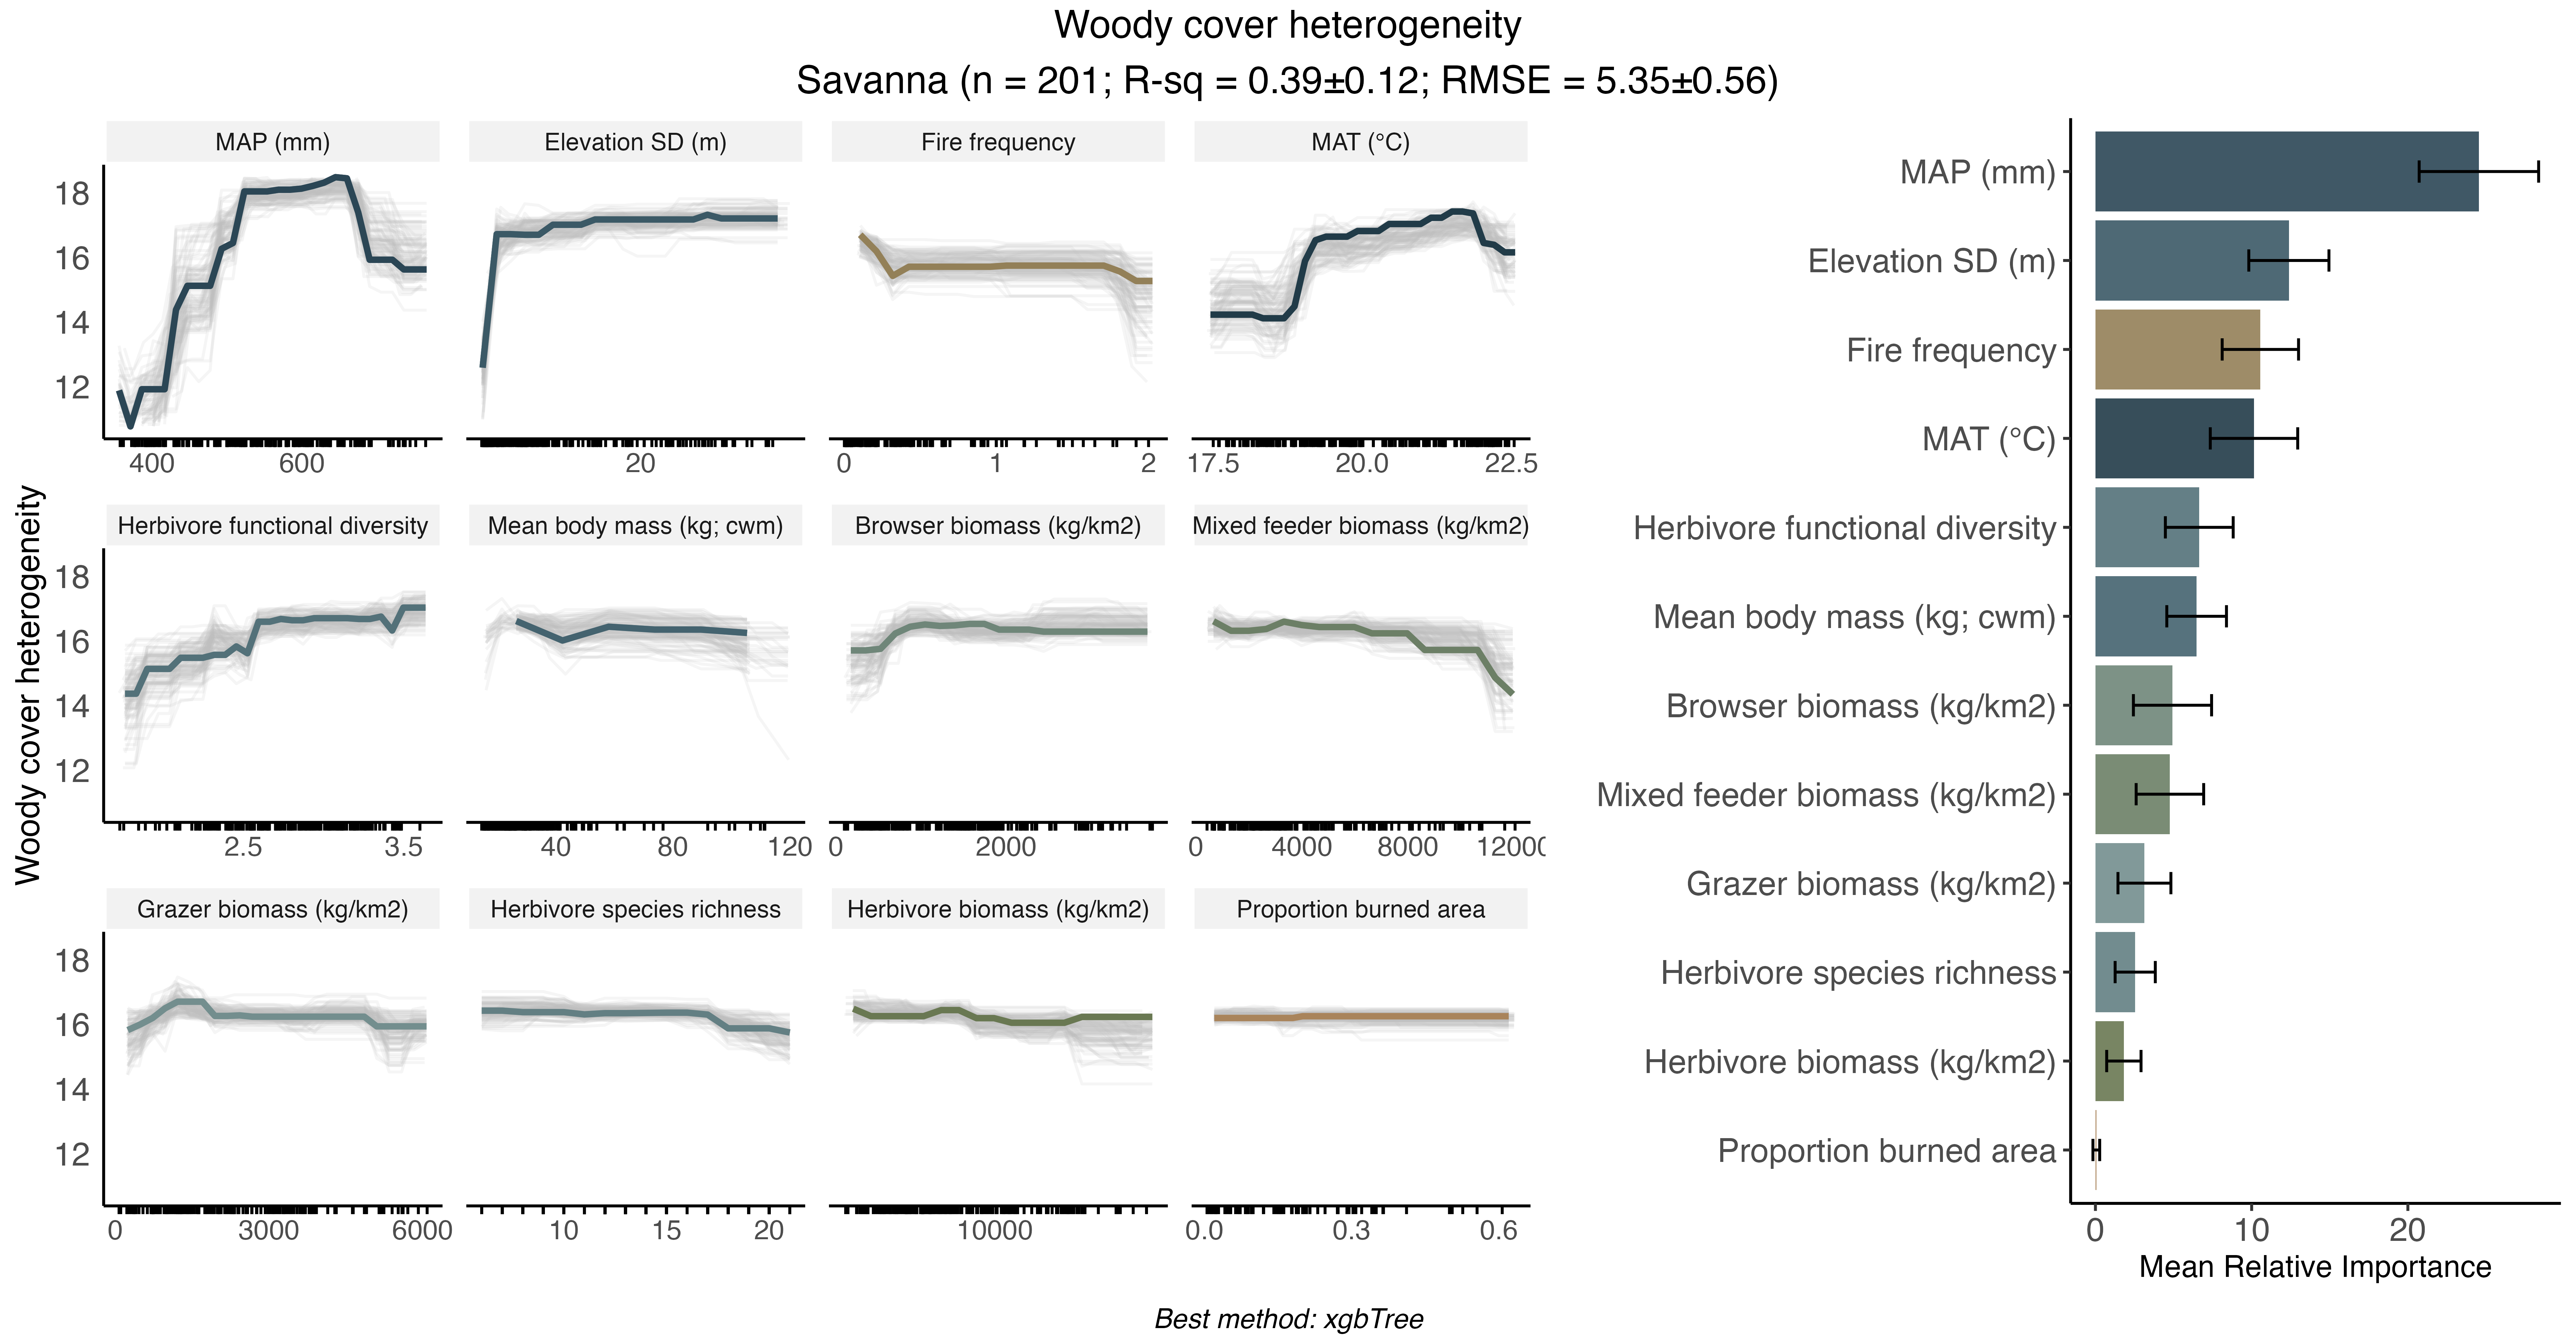 Woody cover heterogeneity
Savanna (n = 201; R-sq = 0.39±0.12; RMSE = 5.35±0.56)
MAP (mm)
Elevation SD (m)
Fire frequency
MAT (°C)
18
16
14
12
400 600
20
0 1 2
17.5 20.0 22.5
Woody cover heterogeneity
Herbivore functional diversity
Mean body mass (kg; cwm)
Browser biomass (kg/km2)
Mixed feeder biomass (kg/km2)
18
16
14
12
2.5 3.5
40 80 120
0 2000
0 4000 8000 12000
Grazer biomass (kg/km2)
Herbivore species richness
Herbivore biomass (kg/km2)
Proportion burned area
18
16
14
12
0 3000 6000
10 15 20
10000
0.0 0.3 0.6
MAP (mm)
Elevation SD (m)
Fire frequency
MAT (°C)
Herbivore functional diversity
Mean body mass (kg; cwm)
Browser biomass (kg/km2)
Mixed feeder biomass (kg/km2)
Grazer biomass (kg/km2)
Herbivore species richness
Herbivore biomass (kg/km2)
Proportion burned area
0 10 20
Mean Relative Importance
Best method: xgbTree